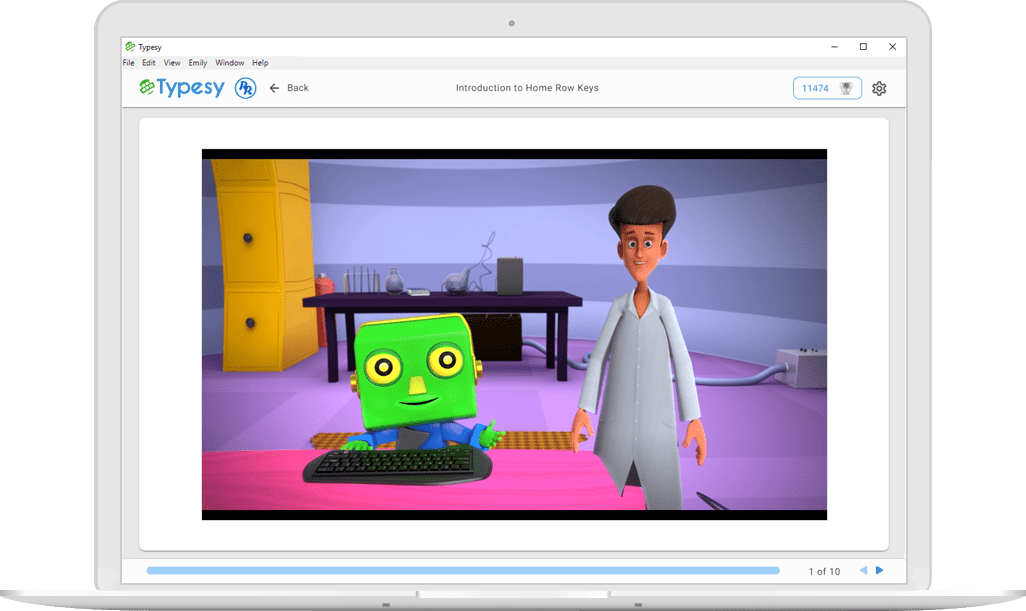 Typesy
File Edit View Emily Window Help
Typesy Back Introduction to Home Row Keys 11474
1 of 10